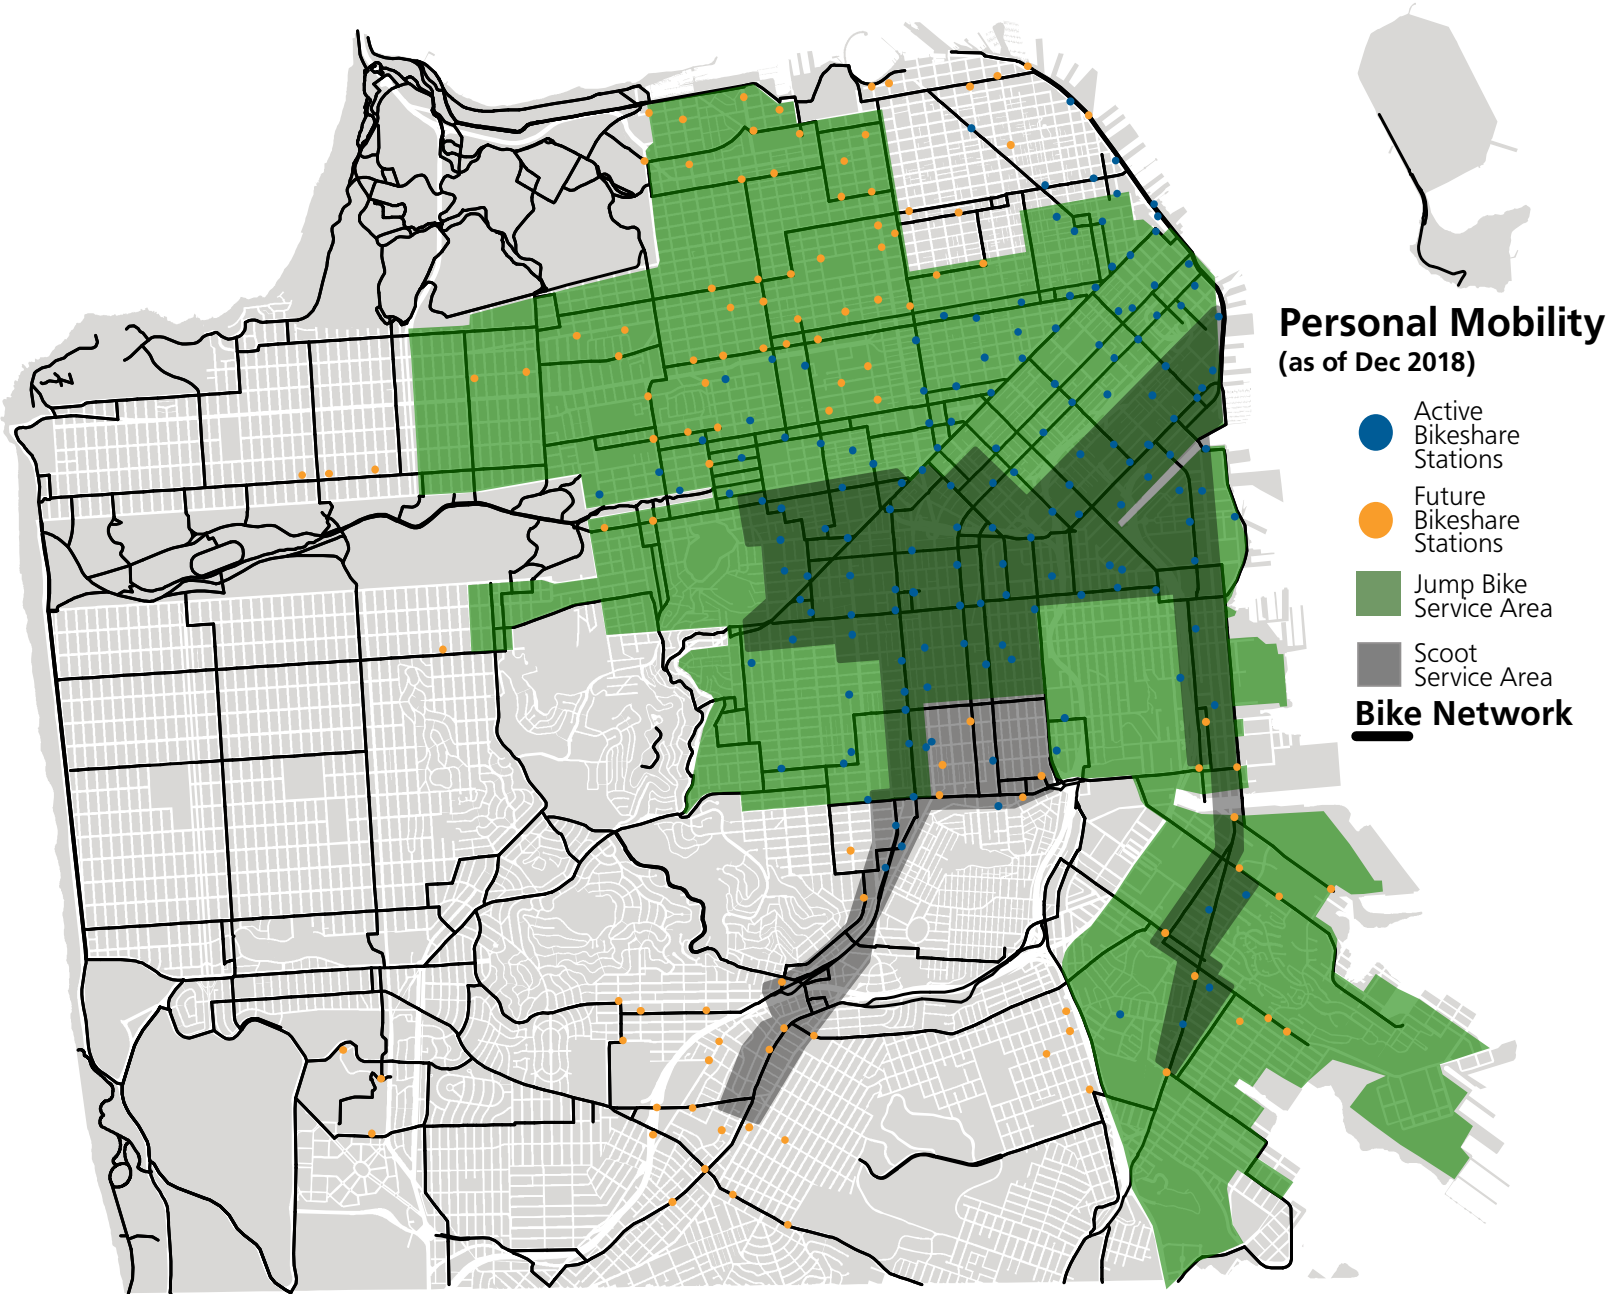 Personal Mobility
(as of Dec 2018)
Active
Bikeshare
Stations
Future
Bikeshare
Stations
Jump Bike
Service Area
Scoot
Service Area
Bike Network